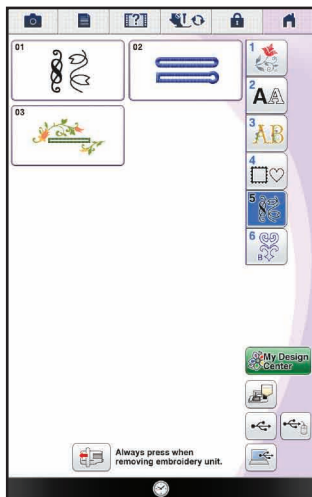 ?
01
02
03
1
2
AA
3
AB
4
5
6
B
My Design
Center
Always press when
removing embroidery unit.